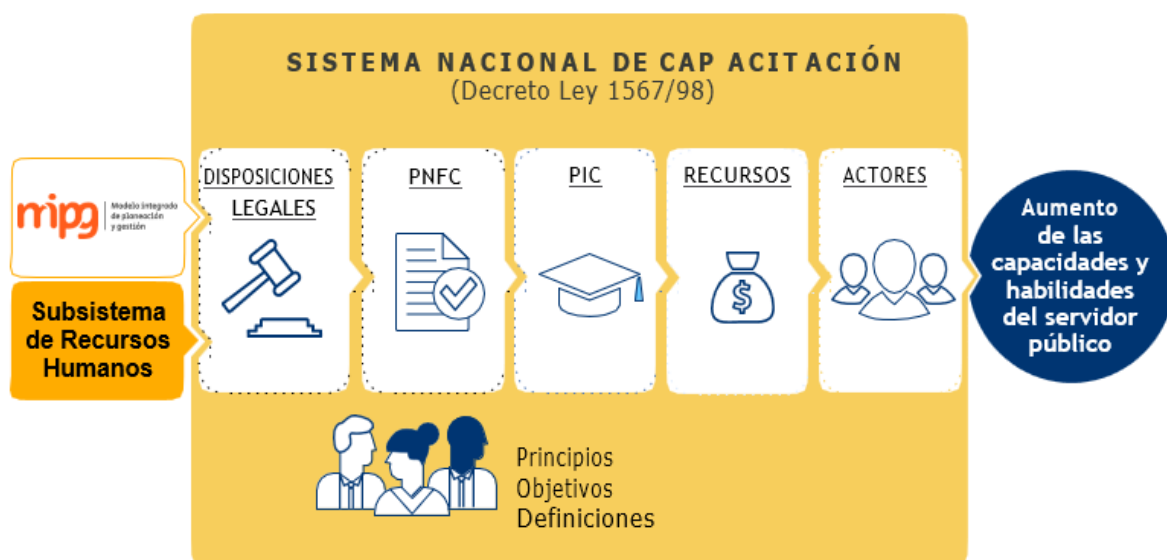 SISTEMA NACIONAL DE CAP ACITACIÓN
(Decreto Ley 1567/98)
mipg
Modelo integrado
de planeación
y gestión
Subsistema
de Recursos
Humanos
DISPOSICIONES
LEGALES
PNFC
PIC
RECURSOS
$
ACTORES
Aumento
de las
capacidades y
habilidades
del servidor
público
Principios
Objetivos
Definiciones